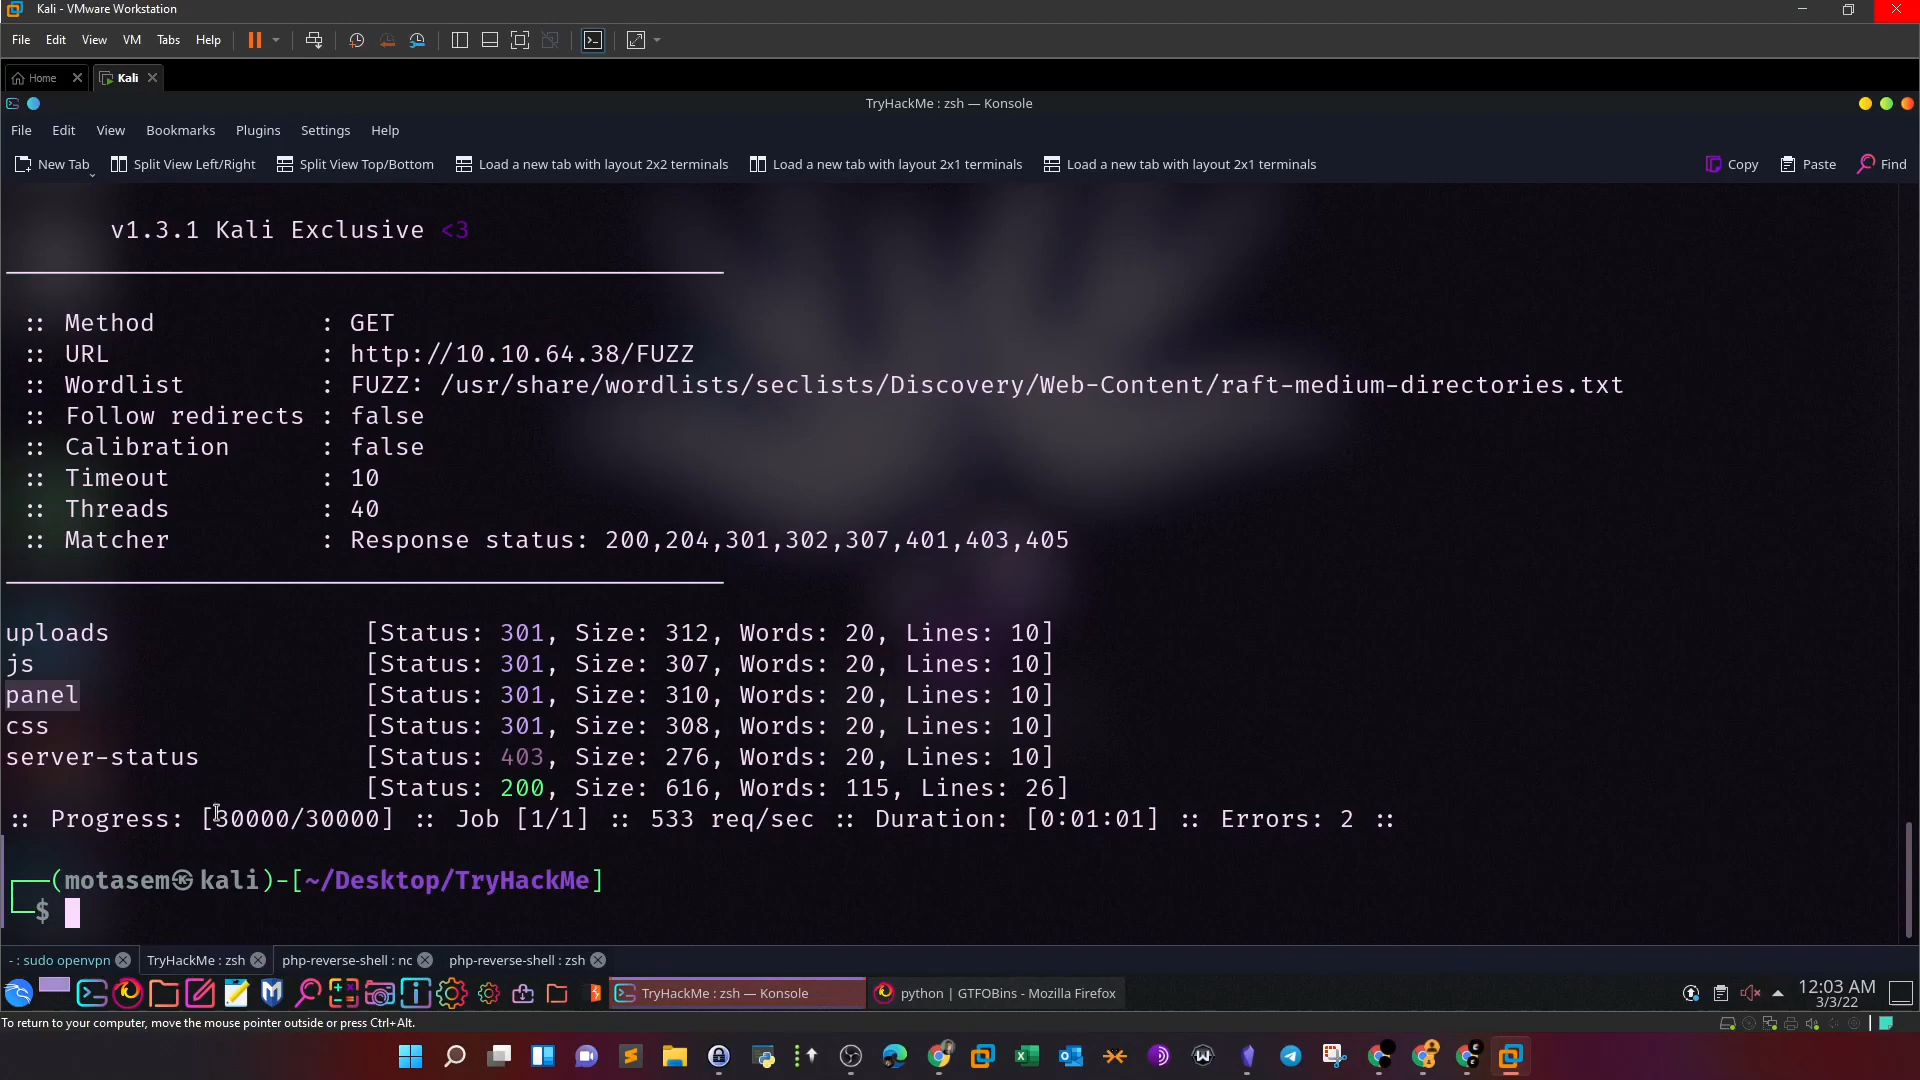 Kali - VMware Workstation
File Edit View VM Tabs Help
Home Kali
TryHackMe : zsh — Konsole
File Edit View Bookmarks Plugins Settings Help
New Tab Split View Left/Right Split View Top/Bottom Load a new tab with layout 2x2 terminals Load a new tab with layout 2x1 terminals Load a new tab with layout 2x1 terminals Copy Paste Find
v1.3.1 Kali Exclusive <3
:: Method : GET
:: URL : http://10.10.64.38/FUZZ
:: Wordlist : FUZZ: /usr/share/wordlists/seclists/Discovery/Web-Content/raft-medium-directories.txt
:: Follow redirects : false
:: Calibration : false
:: Timeout : 10
:: Threads : 40
:: Matcher : Response status: 200,204,301,302,307,401,403,405
uploads [Status: 301, Size: 312, Words: 20, Lines: 10]
js [Status: 301, Size: 307, Words: 20, Lines: 10]
panel [Status: 301, Size: 310, Words: 20, Lines: 10]
css [Status: 301, Size: 308, Words: 20, Lines: 10]
server-status [Status: 403, Size: 276, Words: 20, Lines: 10]
[Status: 200, Size: 616, Words: 115, Lines: 26]
:: Progress: [30000/30000] :: Job [1/1] :: 533 req/sec :: Duration: [0:01:01] :: Errors: 2 ::
(motasem㉿kali)-[~/Desktop/TryHackMe]
$
- : sudo openvpn TryHackMe : zsh php-reverse-shell : nc php-reverse-shell : zsh
TryHackMe : zsh — Konsole python | GTFOBins - Mozilla Firefox 12:03 AM
3/3/22
To return to your computer, move the mouse pointer outside or press Ctrl+Alt.